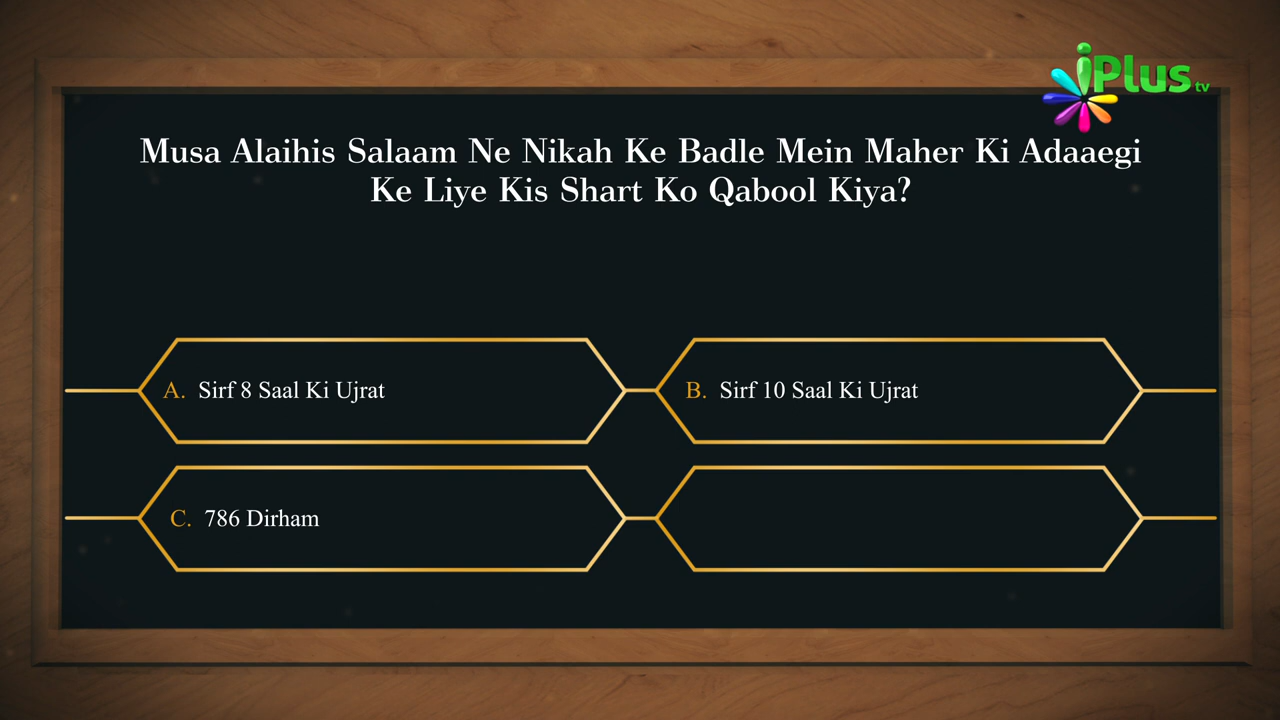 iPlus tv
Musa Alaihis Salaam Ne Nikah Ke Badle Mein Maher Ki Adaaegi
Ke Liye Kis Shart Ko Qabool Kiya?
A. Sirf 8 Saal Ki Ujrat
B. Sirf 10 Saal Ki Ujrat
C. 786 Dirham